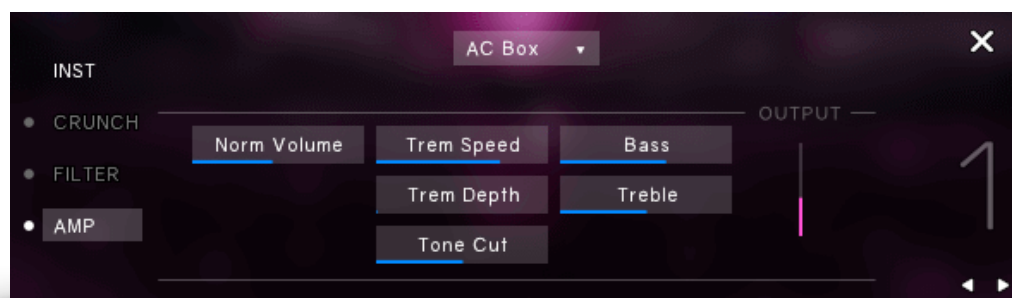 AC Box
INST
CRUNCH
OUTPUT
Norm Volume
Trem Speed
Bass
FILTER
Trem Depth
Treble
1
AMP
Tone Cut